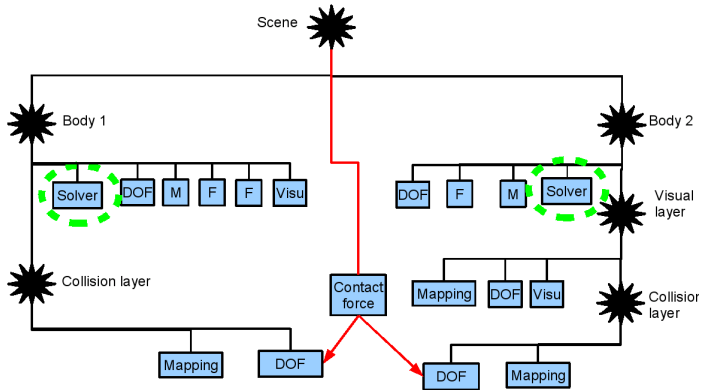 Scene
Body 1
Body 2
Solver
DOF
M
F
F
Visu
DOF
F
M
Solver
Visual
layer
Collision layer
Contact
force
Mapping
DOF
Visu
Collision
layer
Mapping
DOF
DOF
Mapping